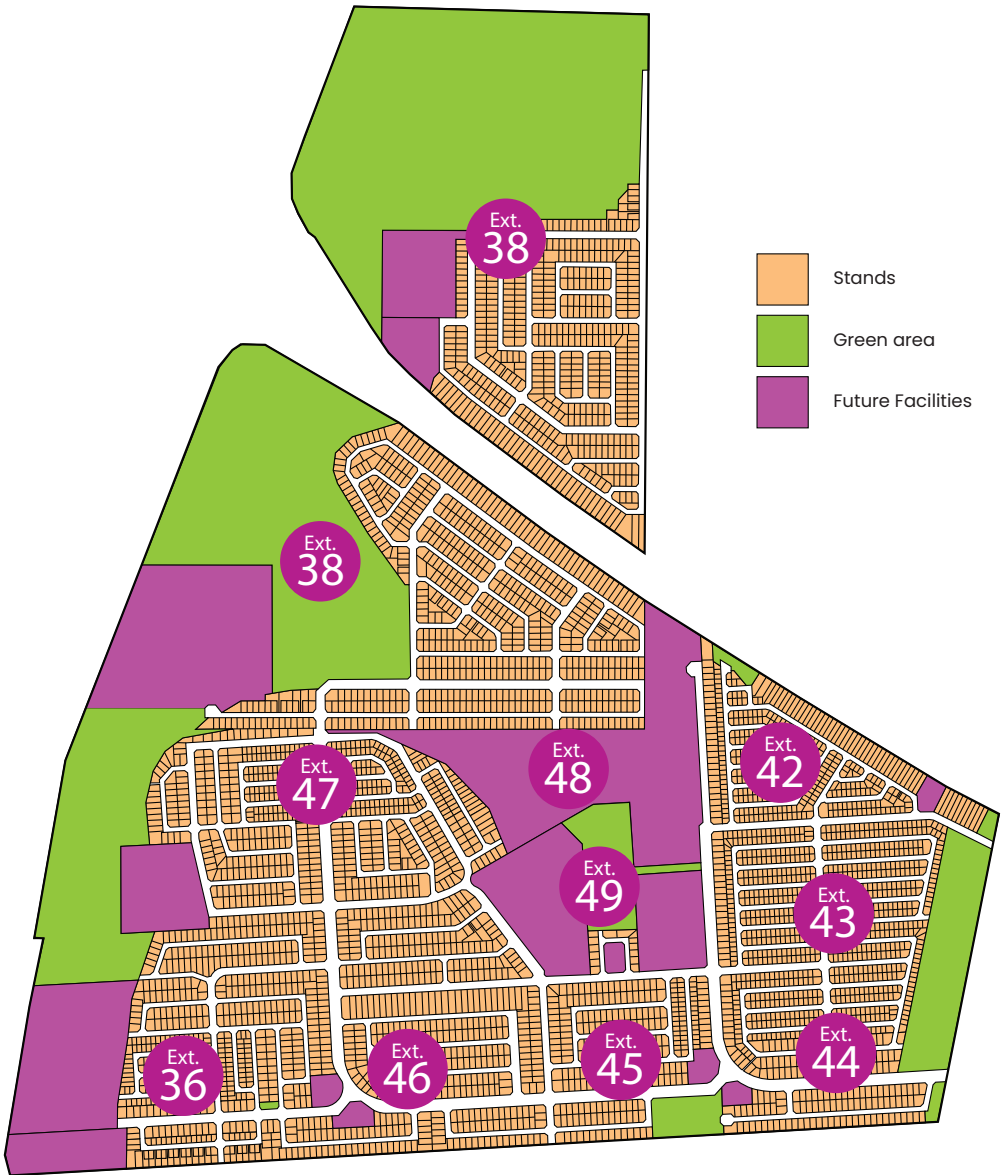 Ext.
38
Stands
Green area
Future Facilities
Ext.
38
Ext.
47
Ext.
48
Ext.
42
Ext.
49
Ext.
43
Ext.
36
Ext.
46
Ext.
45
Ext.
44